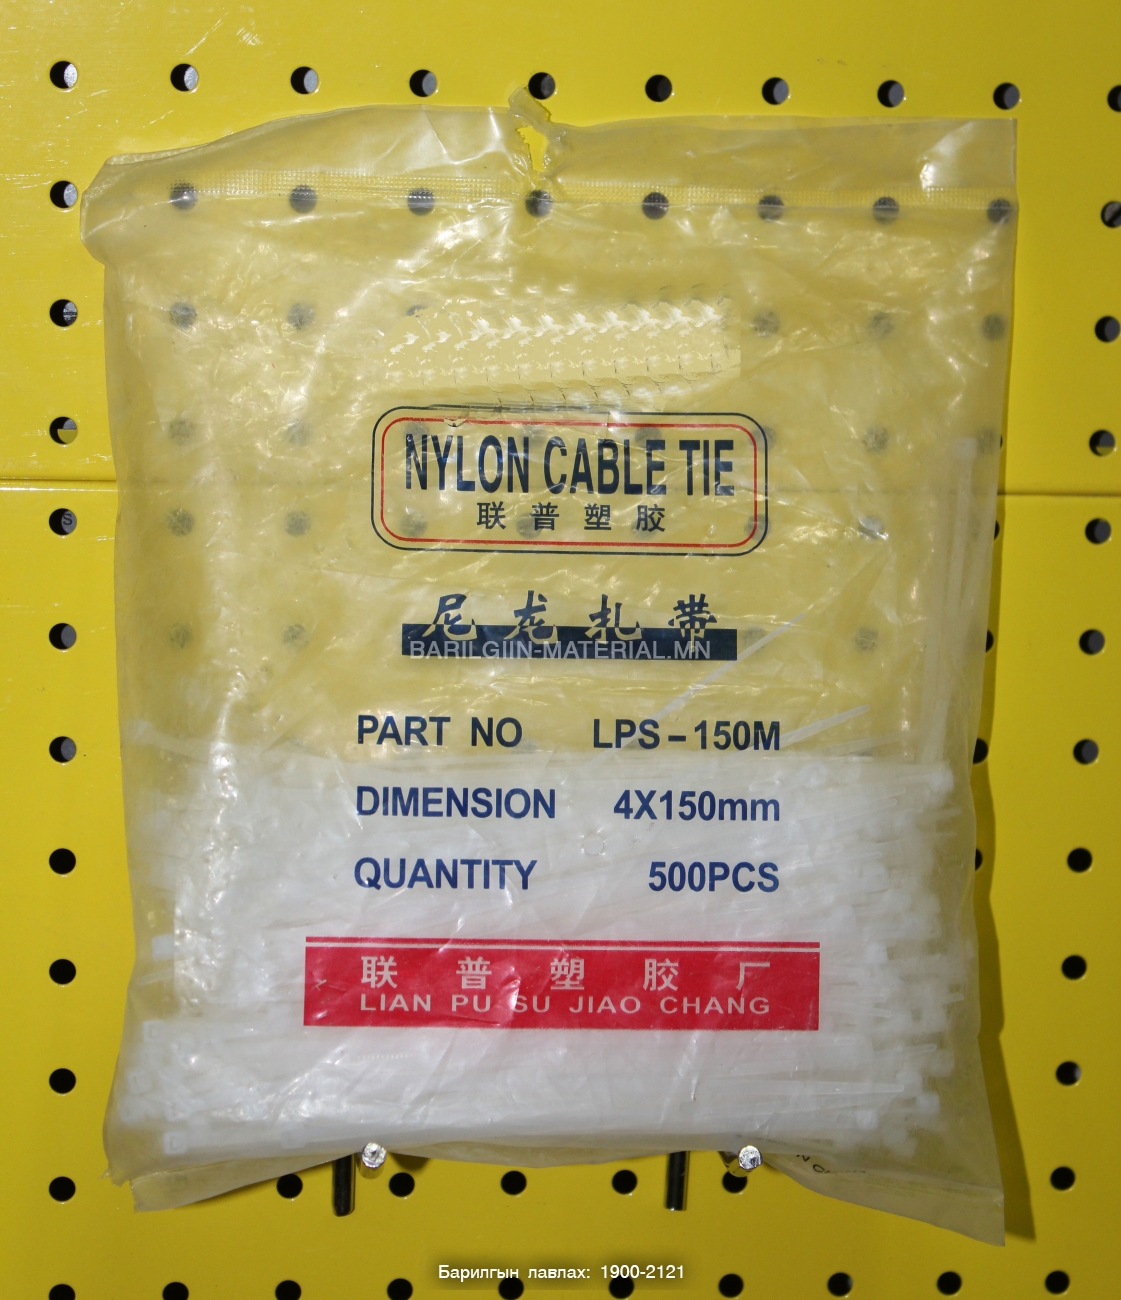 NYLON CABLE TIE
联普塑胶
尼龙扎带
BARILGIIN-MATERIAL.MN
PART NO LPS-150M
DIMENSION 4X150mm
QUANTITY 500PCS
联普塑胶厂
LIAN PU SU JIAO CHANG
Барилгын лавлах: 1900-2121